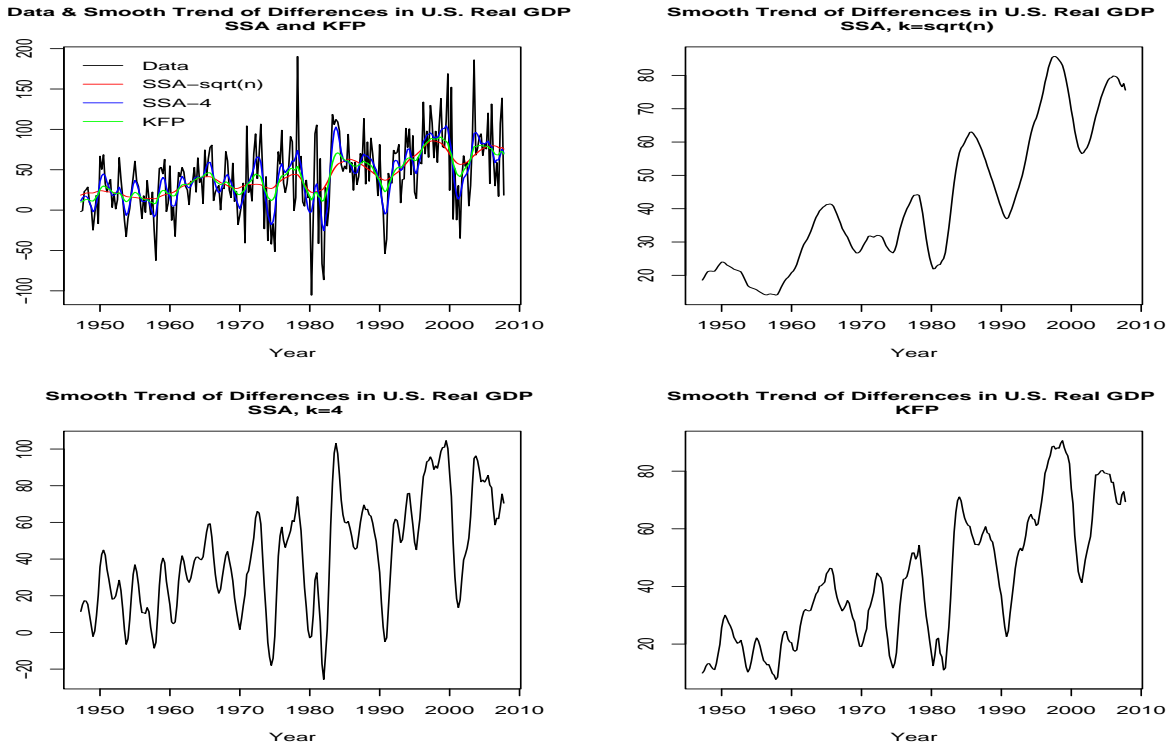 Data & Smooth Trend of Differences in U.S. Real GDP
SSA and KFP
200
150
100
50
0
−50
−100
Data
SSA−sqrt(n)
SSA−4
KFP
1950 1960 1970 1980 1990 2000 2010
Year
Smooth Trend of Differences in U.S. Real GDP
SSA, k=sqrt(n)
80
70
60
50
40
30
20
1950 1960 1970 1980 1990 2000 2010
Year
Smooth Trend of Differences in U.S. Real GDP
SSA, k=4
100
80
60
40
20
0
−20
1950 1960 1970 1980 1990 2000 2010
Year
Smooth Trend of Differences in U.S. Real GDP
KFP
80
60
40
20
1950 1960 1970 1980 1990 2000 2010
Year